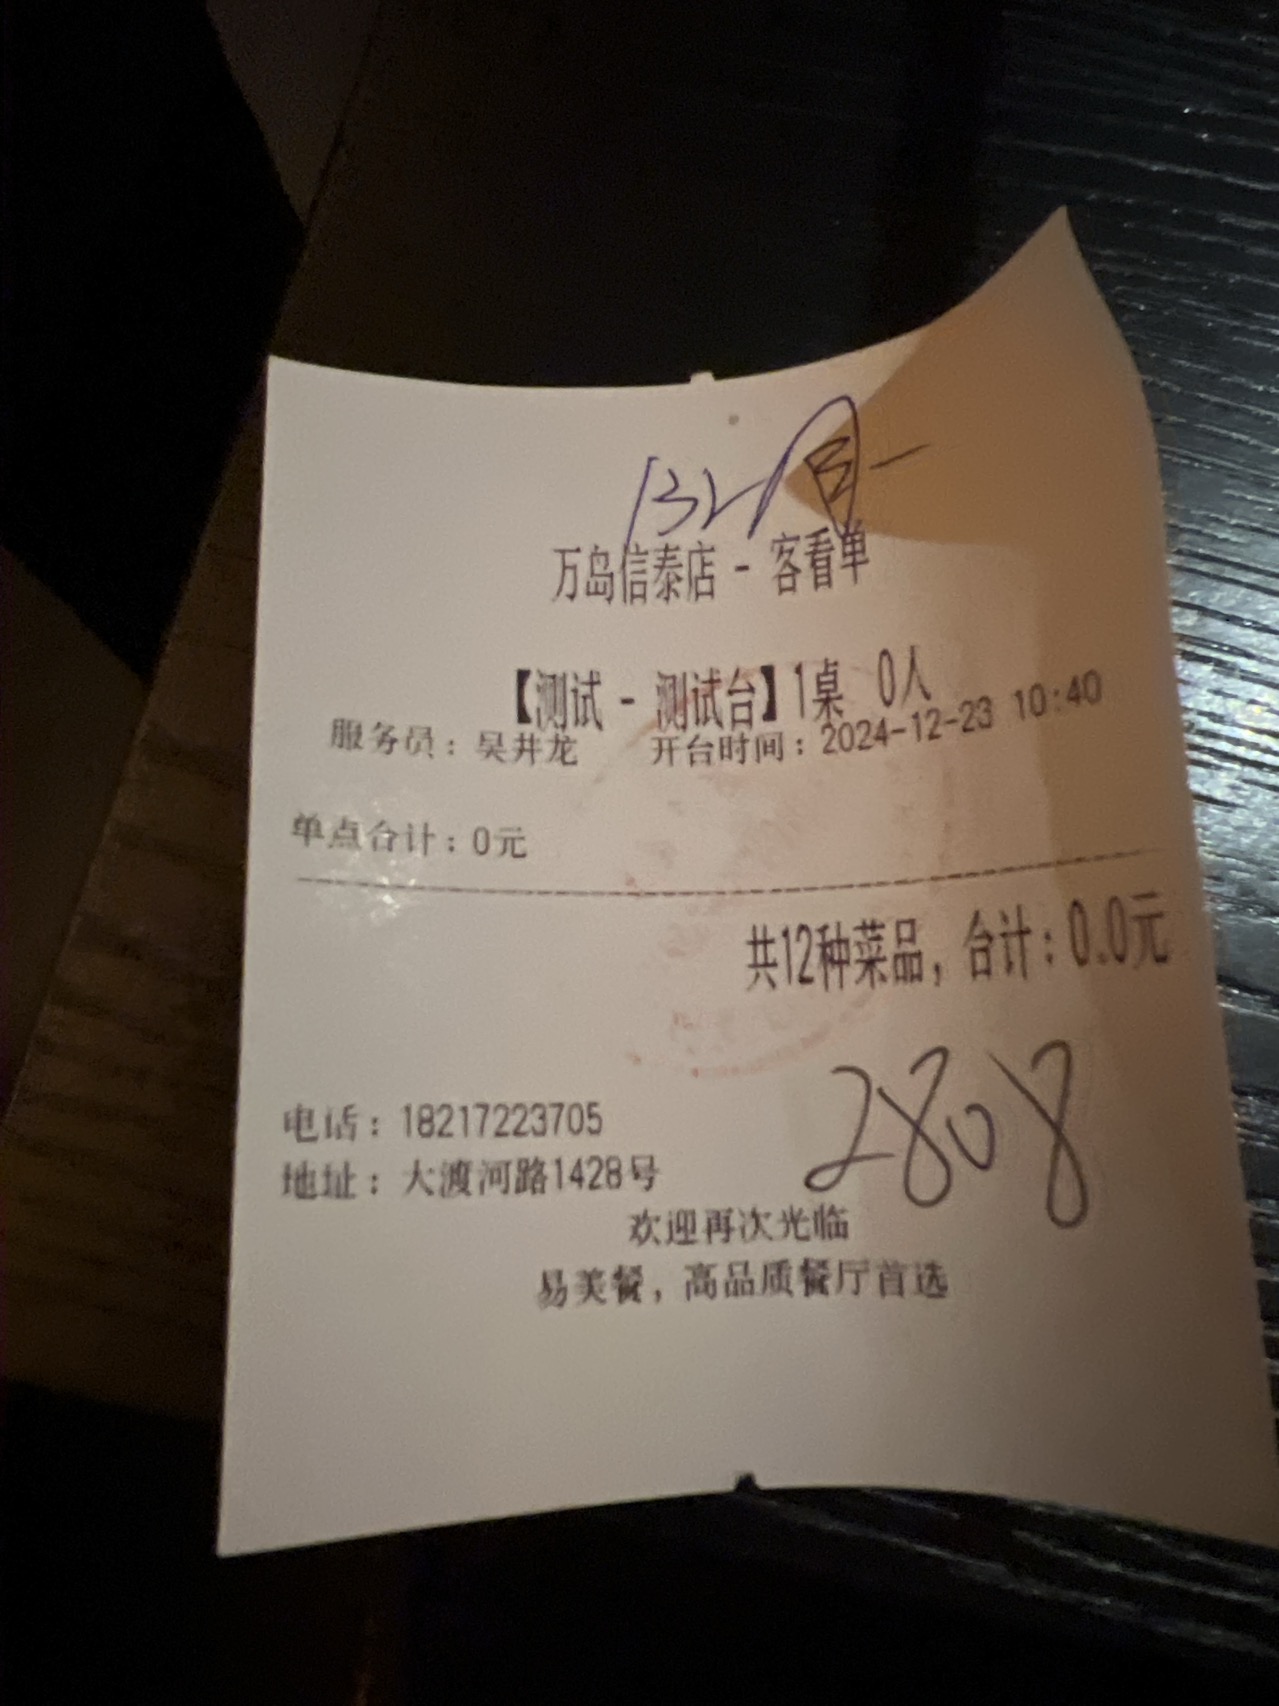 132
万岛信泰店 - 客看单
【测试 - 测试台】1桌 0人
服务员：吴井龙 开台时间：2024-12-23 10:40
单点合计：0元
共12种菜品，合计：0.0元
2808
电话：18217223705
地址：大渡河路1428号
欢迎再次光临
易美餐，高品质餐厅首选